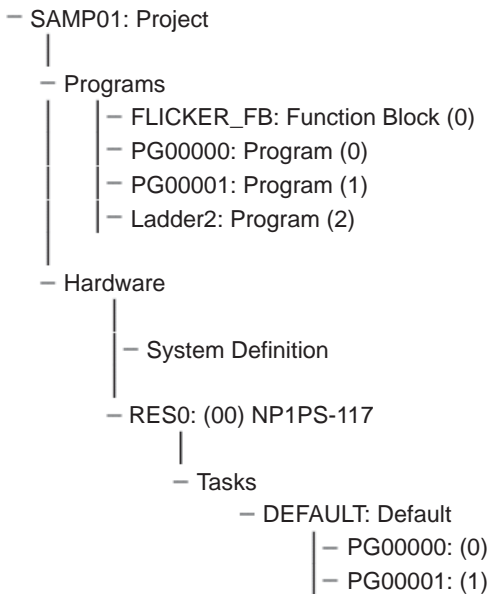 SAMP01: Project
Programs
FLICKER_FB: Function Block (0)
PG00000: Program (0)
PG00001: Program (1)
Ladder2: Program (2)
Hardware
System Definition
RES0: (00) NP1PS-117
Tasks
DEFAULT: Default
PG00000: (0)
PG00001: (1)